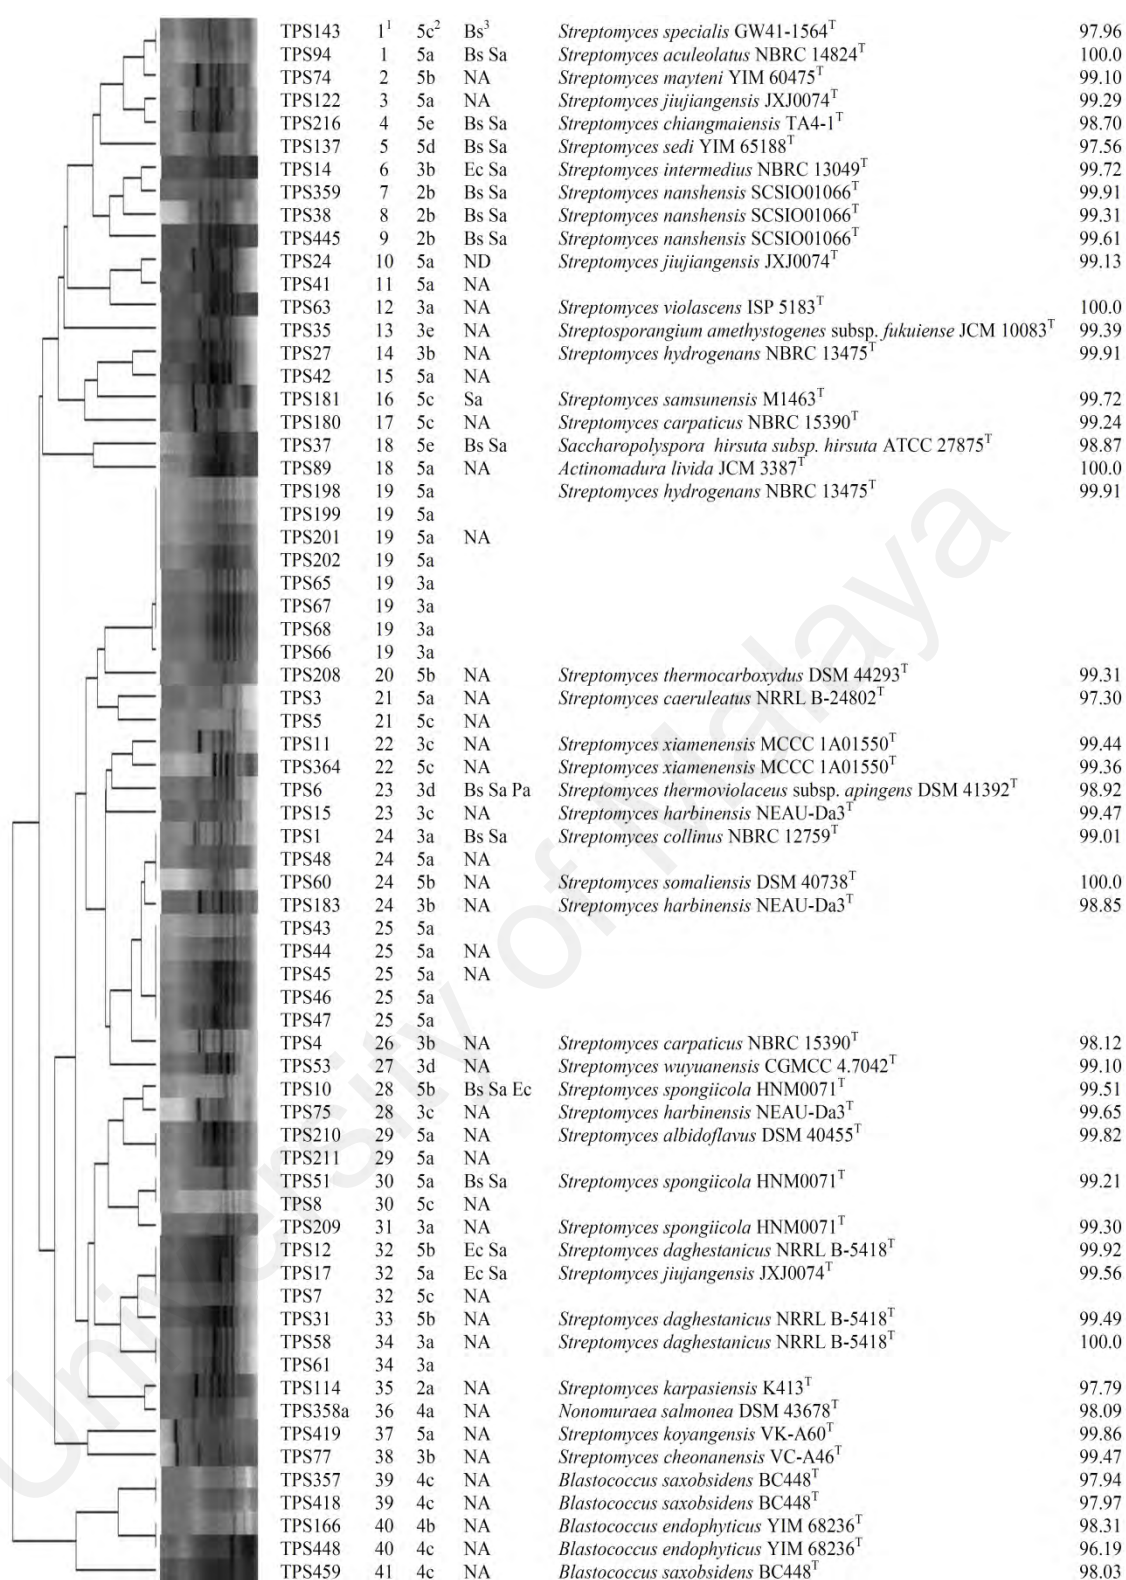 TPS143 1¹ 5c² Bs³ Streptomyces specialis GW41-1564ᵀ 97.96
TPS94 1 5a Bs Sa Streptomyces aculeolatus NBRC 14824ᵀ 100.0
TPS74 2 5b NA Streptomyces mayteni YIM 60475ᵀ 99.10
TPS122 3 5a NA Streptomyces jiujiangensis JXJ0074ᵀ 99.29
TPS216 4 5e Bs Sa Streptomyces chiangmaiensis TA4-1ᵀ 98.70
TPS137 5 5d Bs Sa Streptomyces sedi YIM 65188ᵀ 97.56
TPS14 6 3b Ec Sa Streptomyces intermedius NBRC 13049ᵀ 99.72
TPS359 7 2b Bs Sa Streptomyces nanshensis SCSIO01066ᵀ 99.91
TPS38 8 2b Bs Sa Streptomyces nanshensis SCSIO01066ᵀ 99.31
TPS445 9 2b Bs Sa Streptomyces nanshensis SCSIO01066ᵀ 99.61
TPS24 10 5a ND Streptomyces jiujiangensis JXJ0074ᵀ 99.13
TPS41 11 5a NA
TPS63 12 3a NA Streptomyces violascens ISP 5183ᵀ 100.0
TPS35 13 3e NA Streptosporangium amethystogenes subsp. fukuiense JCM 10083ᵀ 99.39
TPS27 14 3b NA Streptomyces hydrogenans NBRC 13475ᵀ 99.91
TPS42 15 5a NA
TPS181 16 5c Sa Streptomyces samsunensis M1463ᵀ 99.72
TPS180 17 5c NA Streptomyces carpaticus NBRC 15390ᵀ 99.24
TPS37 18 5e Bs Sa Saccharopolyspora hirsuta subsp. hirsuta ATCC 27875ᵀ 98.87
TPS89 18 5a NA Actinomadura livida JCM 3387ᵀ 100.0
TPS198 19 5a Streptomyces hydrogenans NBRC 13475ᵀ 99.91
TPS199 19 5a
TPS201 19 5a NA
TPS202 19 5a
TPS65 19 3a
TPS67 19 3a
TPS68 19 3a
TPS66 19 3a
TPS208 20 5b NA Streptomyces thermocarboxydus DSM 44293ᵀ 99.31
TPS3 21 5a NA Streptomyces caeruleatus NRRL B-24802ᵀ 97.30
TPS5 21 5c NA
TPS11 22 3c NA Streptomyces xiamenensis MCCC 1A01550ᵀ 99.44
TPS364 22 5c NA Streptomyces xiamenensis MCCC 1A01550ᵀ 99.36
TPS6 23 3d Bs Sa Pa Streptomyces thermoviolaceus subsp. apingens DSM 41392ᵀ 98.92
TPS15 23 3c NA Streptomyces harbinensis NEAU-Da3ᵀ 99.47
TPS1 24 3a Bs Sa Streptomyces collinus NBRC 12759ᵀ 99.01
TPS48 24 5a NA
TPS60 24 5b NA Streptomyces somaliensis DSM 40738ᵀ 100.0
TPS183 24 3b NA Streptomyces harbinensis NEAU-Da3ᵀ 98.85
TPS43 25 5a
TPS44 25 5a NA
TPS45 25 5a NA
TPS46 25 5a
TPS47 25 5a
TPS4 26 3b NA Streptomyces carpaticus NBRC 15390ᵀ 98.12
TPS53 27 3d NA Streptomyces wuyuanensis CGMCC 4.7042ᵀ 99.10
TPS10 28 5b Bs Sa Ec Streptomyces spongiicola HNM0071ᵀ 99.51
TPS75 28 3c NA Streptomyces harbinensis NEAU-Da3ᵀ 99.65
TPS210 29 5a NA Streptomyces albidoflavus DSM 40455ᵀ 99.82
TPS211 29 5a NA
TPS51 30 5a Bs Sa Streptomyces spongiicola HNM0071ᵀ 99.21
TPS8 30 5c NA
TPS209 31 3a NA Streptomyces spongiicola HNM0071ᵀ 99.30
TPS12 32 5b Ec Sa Streptomyces daghestanicus NRRL B-5418ᵀ 99.92
TPS17 32 5a Ec Sa Streptomyces jiujangensis JXJ0074ᵀ 99.56
TPS7 32 5c NA
TPS31 33 5b NA Streptomyces daghestanicus NRRL B-5418ᵀ 99.49
TPS58 34 3a NA Streptomyces daghestanicus NRRL B-5418ᵀ 100.0
TPS61 34 3a
TPS114 35 2a NA Streptomyces karpasiensis K413ᵀ 97.79
TPS358a 36 4a NA Nonomuraea salmonea DSM 43678ᵀ 98.09
TPS419 37 5a NA Streptomyces koyangensis VK-A60ᵀ 99.86
TPS77 38 3b NA Streptomyces cheonanensis VC-A46ᵀ 99.47
TPS357 39 4c NA Blastococcus saxobsidens BC448ᵀ 97.94
TPS418 39 4c NA Blastococcus saxobsidens BC448ᵀ 97.97
TPS166 40 4b NA Blastococcus endophyticus YIM 68236ᵀ 98.31
TPS448 40 4c NA Blastococcus endophyticus YIM 68236ᵀ 96.19
TPS459 41 4c NA Blastococcus saxobsidens BC448ᵀ 98.03
University of Malaya